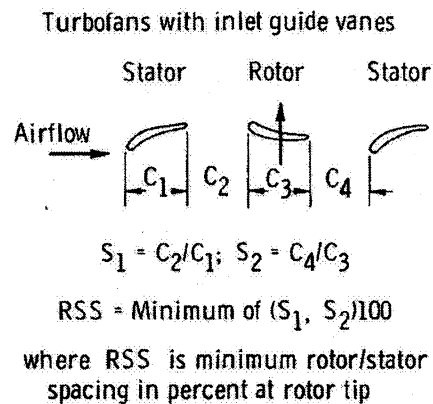 Turbofans with inlet guide vanes
Stator Rotor Stator
Airflow
C₁ C₂ C₃ C₄
S₁ = C₂/C₁; S₂ = C₄/C₃
RSS = Minimum of (S₁, S₂)100
where RSS is minimum rotor/stator
spacing in percent at rotor tip